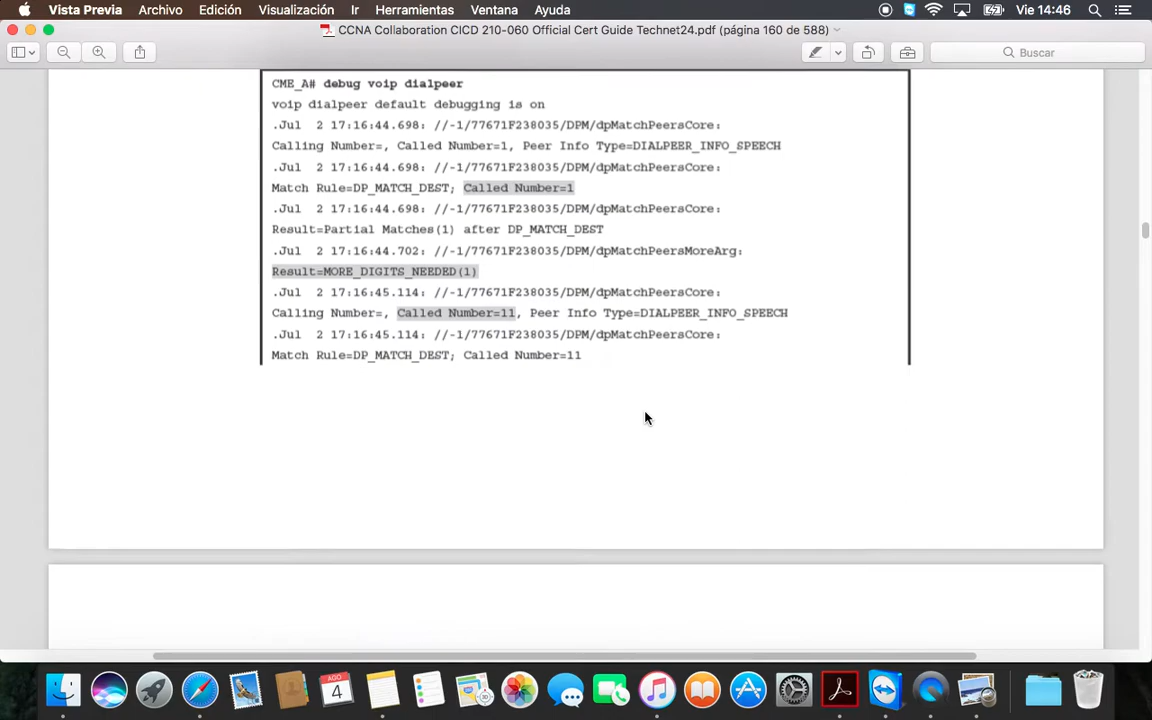 Vista Previa Archivo Edición Visualización Ir Herramientas Ventana Ayuda Vie 14:46
CCNA Collaboration CICD 210-060 Official Cert Guide Technet24.pdf (página 160 de 588)
Buscar
CME_A# debug voip dialpeer
voip dialpeer default debugging is on
.Jul 2 17:16:44.698: //-1/77671F238035/DPM/dpMatchPeersCore:
Calling Number=, Called Number=1, Peer Info Type=DIALPEER_INFO_SPEECH
.Jul 2 17:16:44.698: //-1/77671F238035/DPM/dpMatchPeersCore:
Match Rule=DP_MATCH_DEST; Called Number=1
.Jul 2 17:16:44.698: //-1/77671F238035/DPM/dpMatchPeersCore:
Result=Partial Matches(1) after DP_MATCH_DEST
.Jul 2 17:16:44.702: //-1/77671F238035/DPM/dpMatchPeersMoreArg:
Result=MORE_DIGITS_NEEDED(1)
.Jul 2 17:16:45.114: //-1/77671F238035/DPM/dpMatchPeersCore:
Calling Number=, Called Number=11, Peer Info Type=DIALPEER_INFO_SPEECH
.Jul 2 17:16:45.114: //-1/77671F238035/DPM/dpMatchPeersCore:
Match Rule=DP_MATCH_DEST; Called Number=11
AGO
4